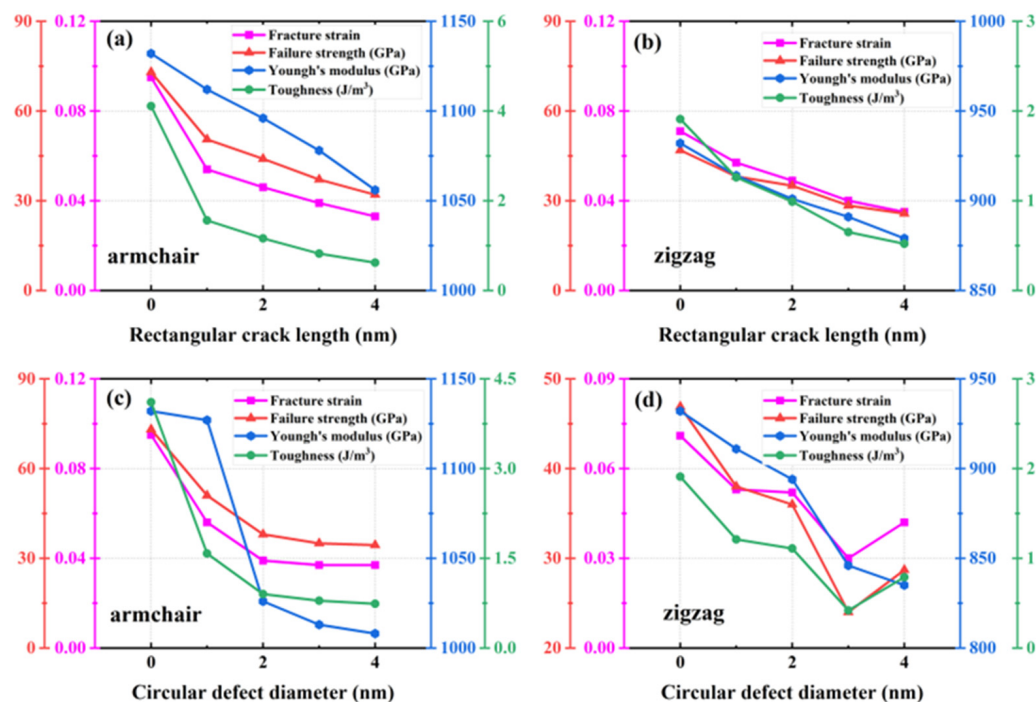 90 0.12 1150 6
(a)
Fracture strain
Failure strength (GPa)
Youngh's modulus (GPa)
Toughness (J/m³)
60 0.08 1100 4
30 0.04 1050 2
armchair
0 0.00 1000 0
0 2 4
Rectangular crack length (nm)
90 0.12 1000 3
(b)
Fracture strain
Failure strength (GPa)
Youngh's modulus (GPa)
Toughness (J/m³)
60 0.08 950 2
30 0.04 900 1
zigzag
0 0.00 850 0
0 2 4
Rectangular crack length (nm)
90 0.12 1150 4.5
(c)
Fracture strain
Failure strength (GPa)
Youngh's modulus (GPa)
Toughness (J/m³)
60 0.08 1100 3.0
30 0.04 1050 1.5
armchair
0 0.00 1000 0.0
0 2 4
Circular defect diameter (nm)
50 0.09 950 3
(d)
Fracture strain
Failure strength (GPa)
Youngh's modulus (GPa)
Toughness (J/m³)
40 0.06 900 2
30 0.03 850 1
zigzag
20 0.00 800 0
0 2 4
Circular defect diameter (nm)